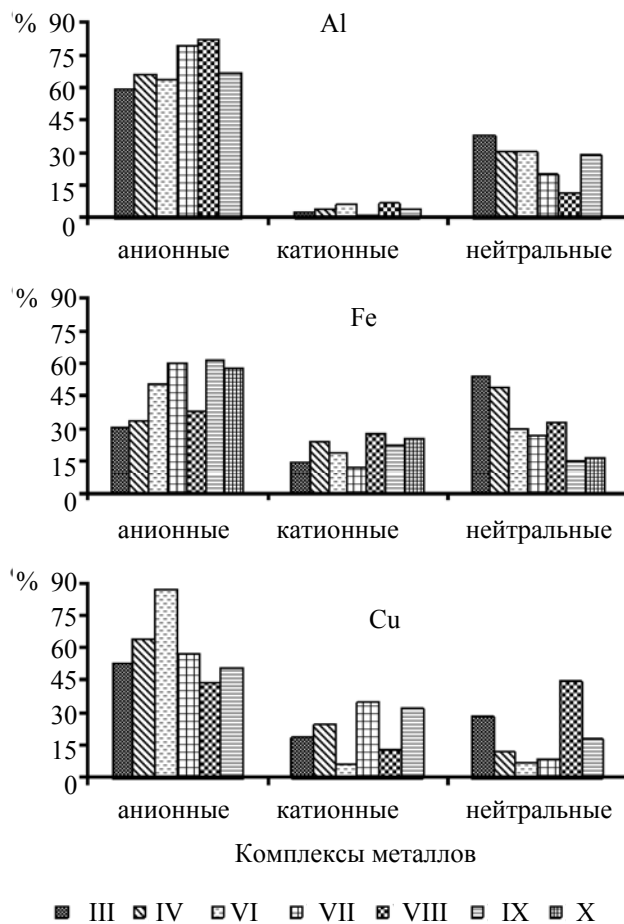 % 90
Al
75
60
45
30
15
0
анионные катионные нейтральные
% 90
Fe
75
60
45
30
15
0
анионные катионные нейтральные
% 90
75
Cu
60
45
30
15
0
анионные катионные нейтральные
Комплексы металлов
III IV VI VII VIII IX X